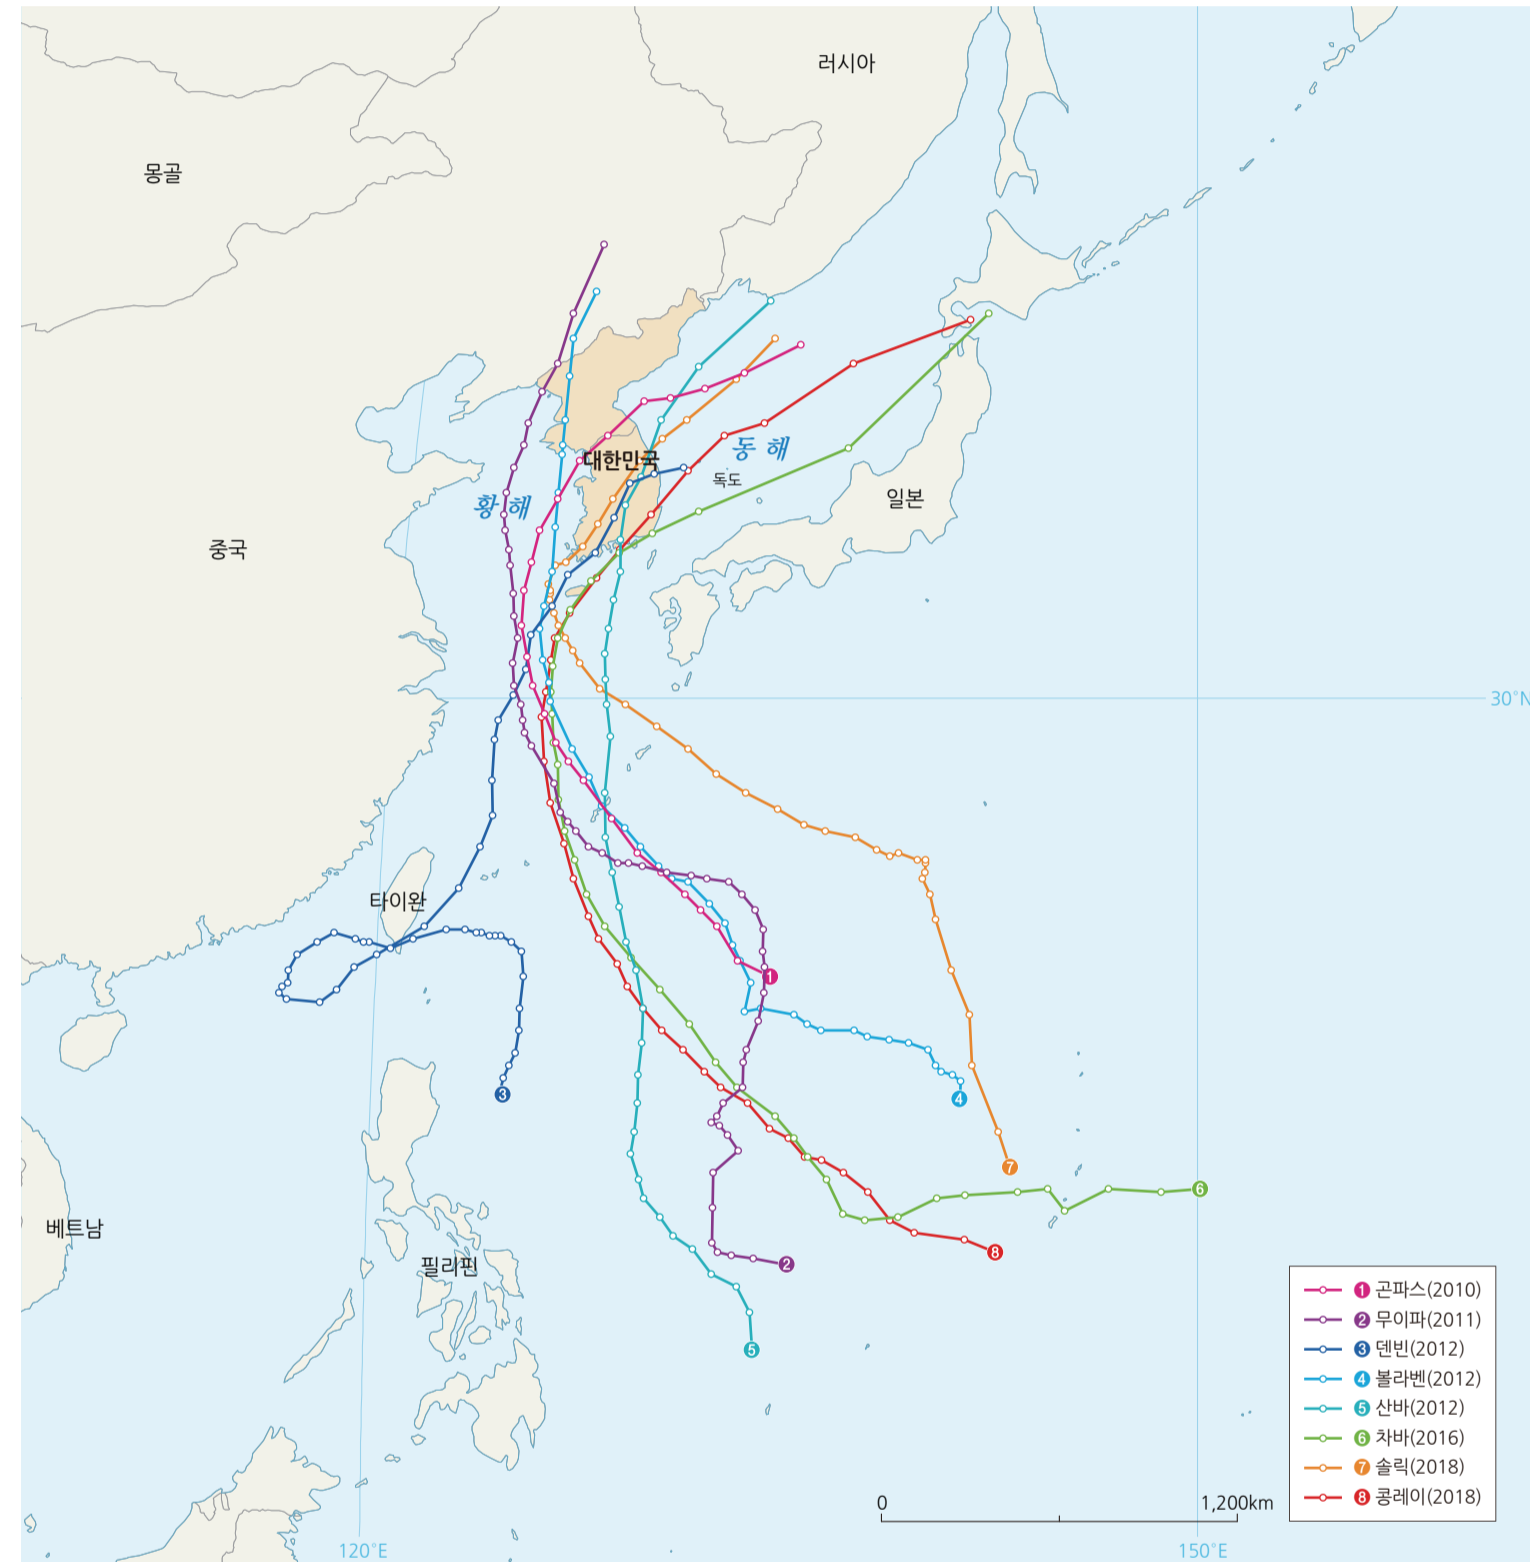 러시아
몽골
동해
대한민국
독도
황해
일본
중국
30°N
타이완
1
3
4
7
6
베트남
8
필리핀
2
5
1 곤파스(2010)
2 무이파(2011)
3 덴빈(2012)
4 볼라벤(2012)
5 산바(2012)
6 차바(2016)
7 솔릭(2018)
8 콩레이(2018)
0 1,200km
120°E 150°E